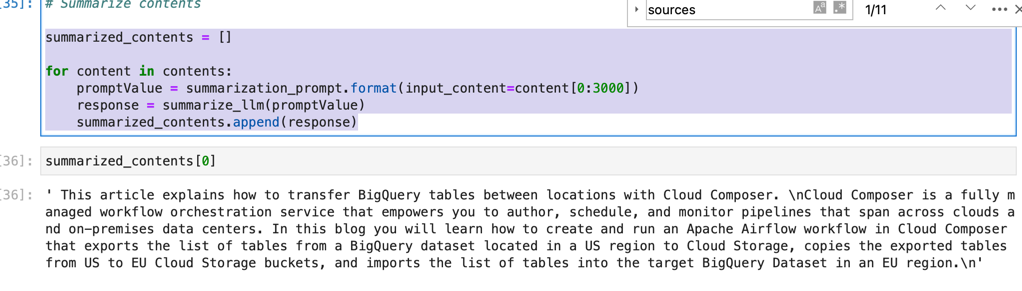 [35]: # Summarize contents
sources
1/11
summarized_contents = []
for content in contents:
    promptValue = summarization_prompt.format(input_content=content[0:3000])
    response = summarize_llm(promptValue)
    summarized_contents.append(response)
[36]: summarized_contents[0]
[36]: ' This article explains how to transfer BigQuery tables between locations with Cloud Composer. \nCloud Composer is a fully m
anaged workflow orchestration service that empowers you to author, schedule, and monitor pipelines that span across clouds a
nd on-premises data centers. In this blog you will learn how to create and run an Apache Airflow workflow in Cloud Composer
that exports the list of tables from a BigQuery dataset located in a US region to Cloud Storage, copies the exported tables
from US to EU Cloud Storage buckets, and imports the list of tables into the target BigQuery Dataset in an EU region.\n'